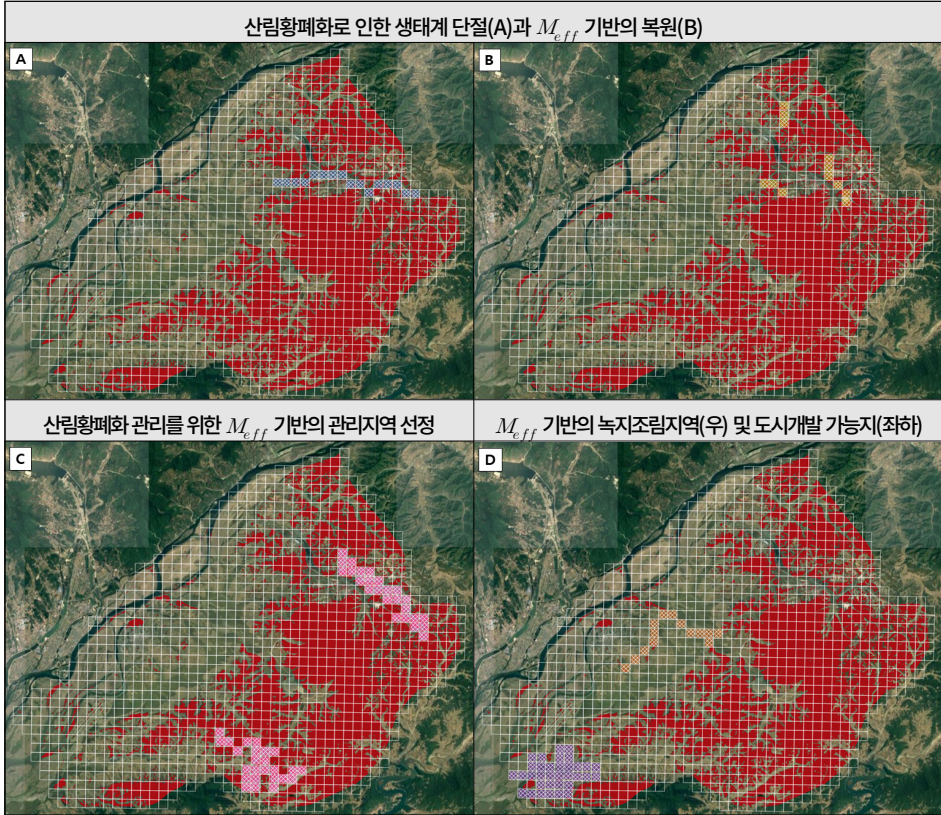 산림황폐화로 인한 생태계 단절(A)과 M_eff 기반의 복원(B)
A
B
산림황폐화 관리를 위한 M_eff 기반의 관리지역 선정
M_eff 기반의 녹지조림지역(우) 및 도시개발 가능지(좌하)
C
D